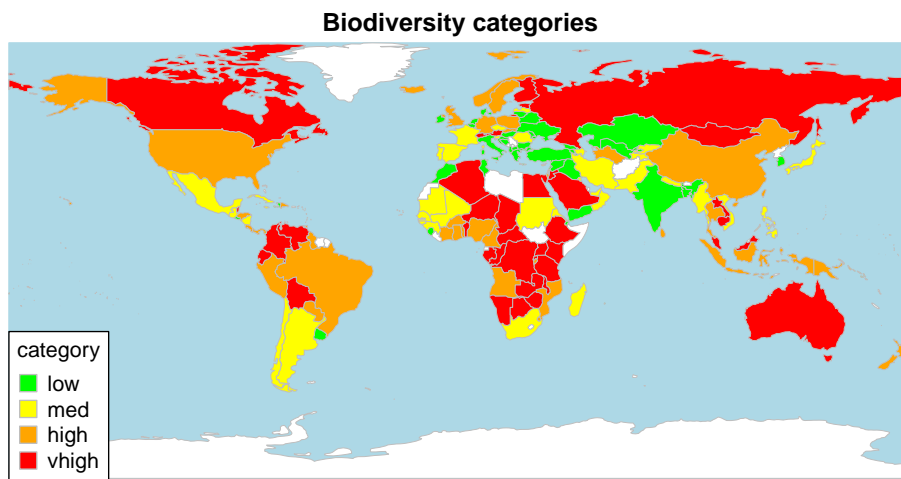 Biodiversity categories
category
low
med
high
vhigh